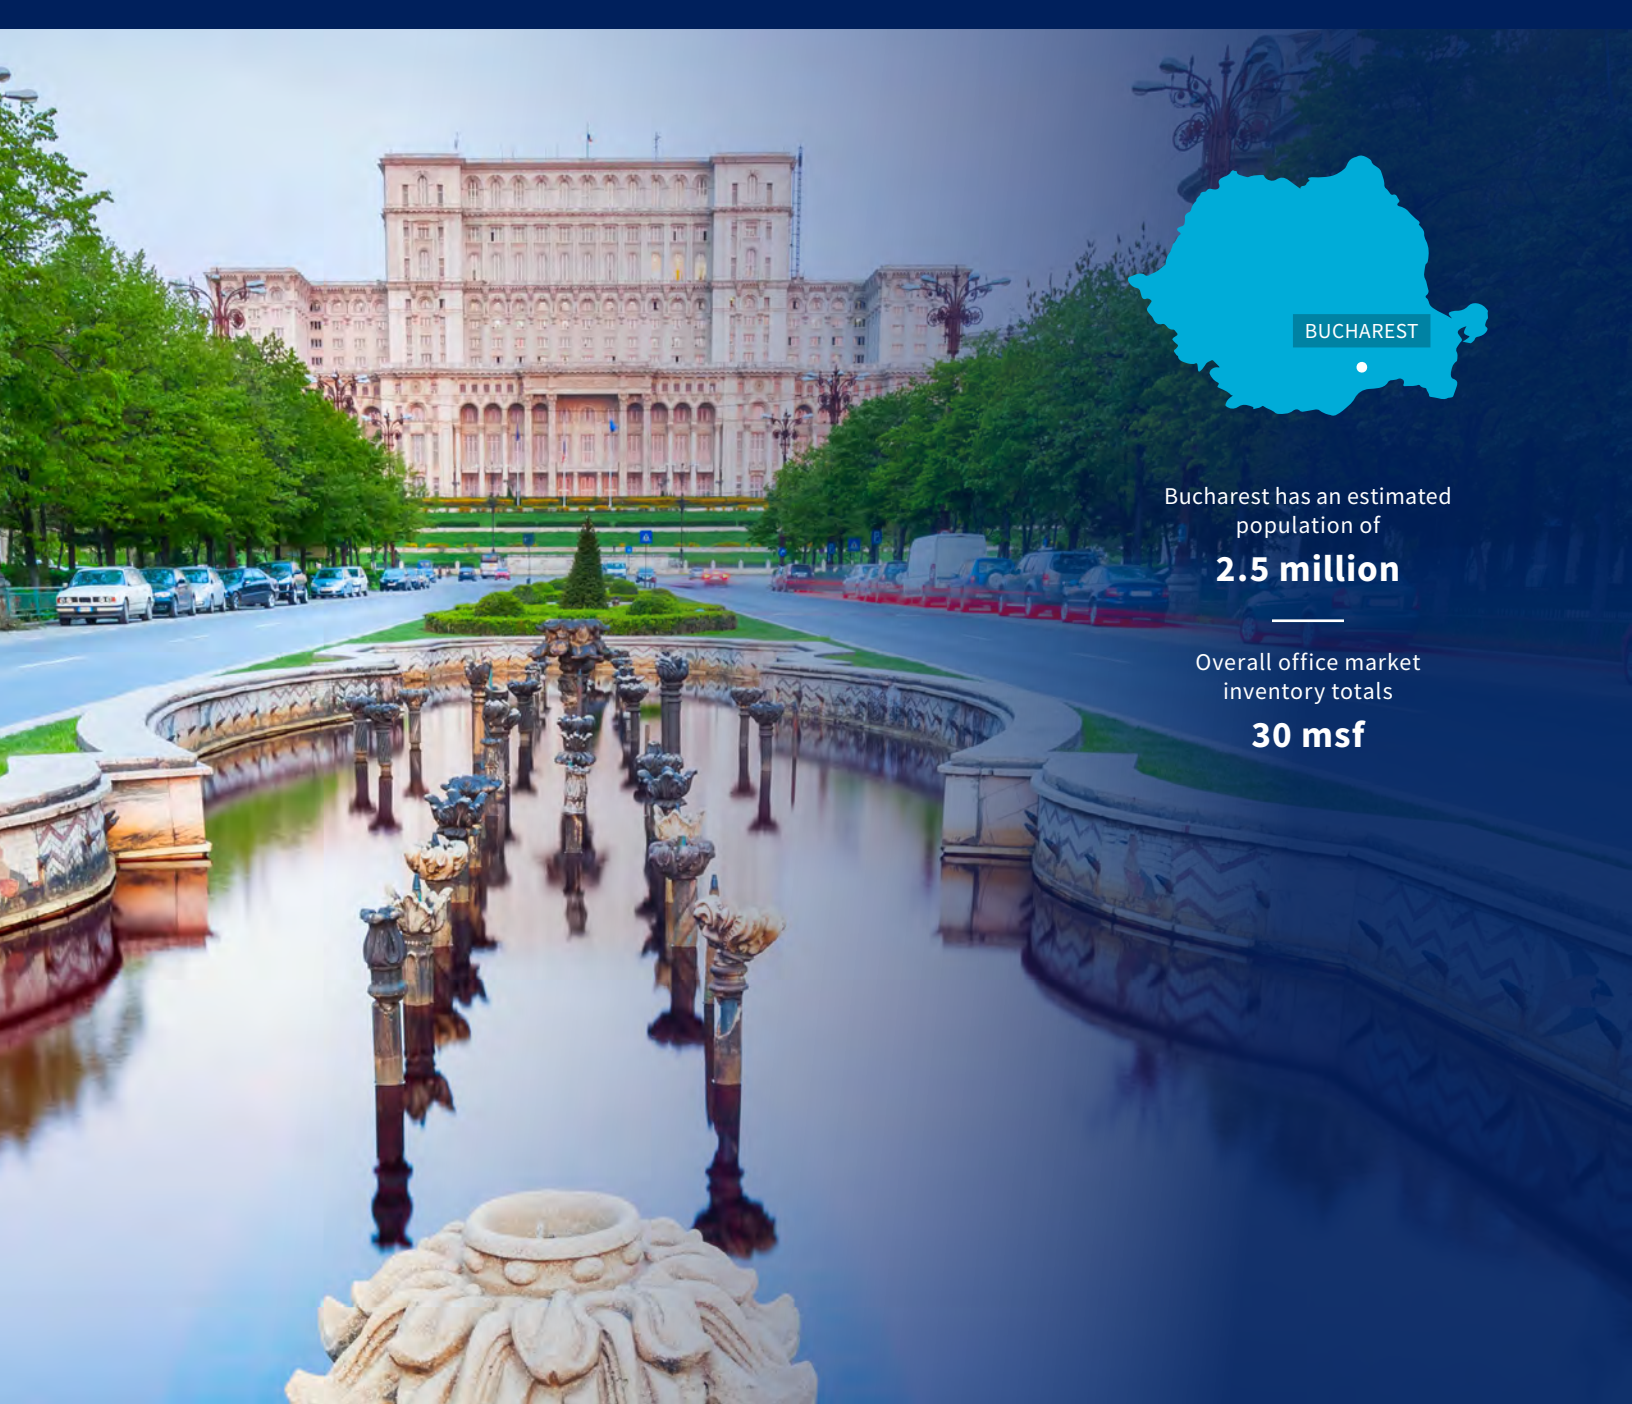 BUCHAREST
Bucharest has an estimated
population of
2.5 million
Overall office market
inventory totals
30 msf